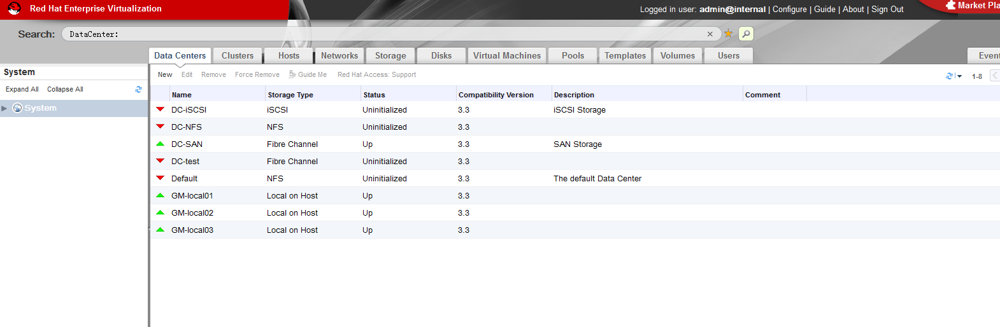 Red Hat Enterprise Virtualization
Logged in user: admin@internal | Configure | Guide | About | Sign Out
Market Pla
Search: DataCenter:
Data Centers Clusters Hosts Networks Storage Disks Virtual Machines Pools Templates Volumes Users Event
System
Expand All Collapse All
System
New Edit Remove Force Remove Guide Me Red Hat Access: Support 1-8
Name Storage Type Status Compatibility Version Description Comment
DC-iSCSI iSCSI Uninitialized 3.3 iSCSI Storage
DC-NFS NFS Uninitialized 3.3
DC-SAN Fibre Channel Up 3.3 SAN Storage
DC-test Fibre Channel Uninitialized 3.3
Default NFS Uninitialized 3.3 The default Data Center
GM-local01 Local on Host Up 3.3
GM-local02 Local on Host Up 3.3
GM-local03 Local on Host Up 3.3